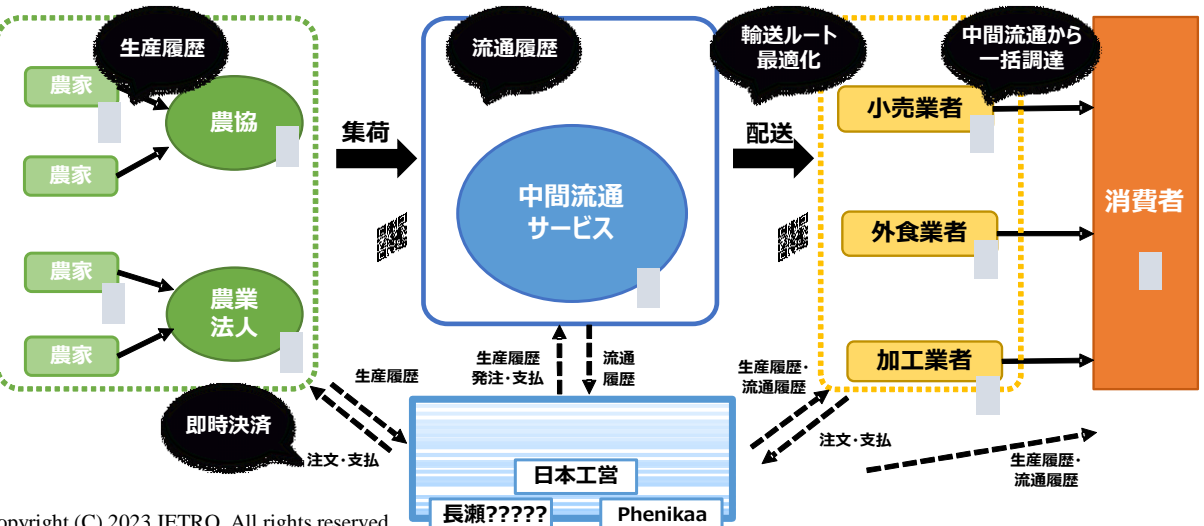 生産履歴
流通履歴
輸送ルート
最適化
中間流通から
一括調達
農家
農協
農家
集荷
中間流通
サービス
配送
小売業者
外食業者
加工業者
消費者
農家
農業
法人
農家
生産履歴
生産履歴
発注・支払
流通
履歴
生産履歴・
流通履歴
即時決済
注文・支払
注文・支払
生産履歴・
流通履歴
日本工営
長瀬?????
Phenikaa
opyright (C) 2023 JETRO. All rights reserved